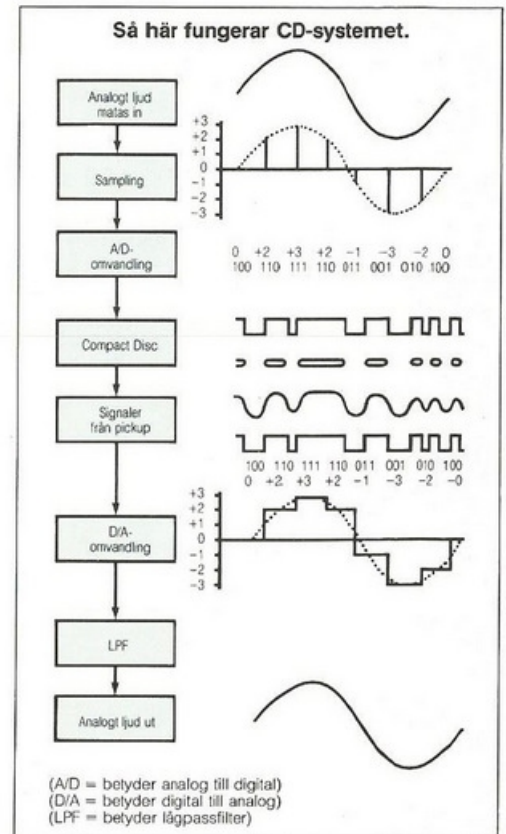 Så här fungerar CD-systemet.
Analogt ljud
matas in
+3
+2
+1
0
-1
-2
-3
Sampling
A/D-
omvandling
0 +2 +3 +2 -1 -3 -2 0
100 110 111 110 011 001 010 100
Compact Disc
Signaler
från pickup
100 110 111 110 011 001 010 100
0 +2 +3 +2 -1 -3 -2 -0
+3
+2
+1
0
-1
-2
-3
D/A-
omvandling
LPF
Analogt ljud ut
(A/D = betyder analog till digital)
(D/A = betyder digital till analog)
(LPF = betyder lågpassfilter)